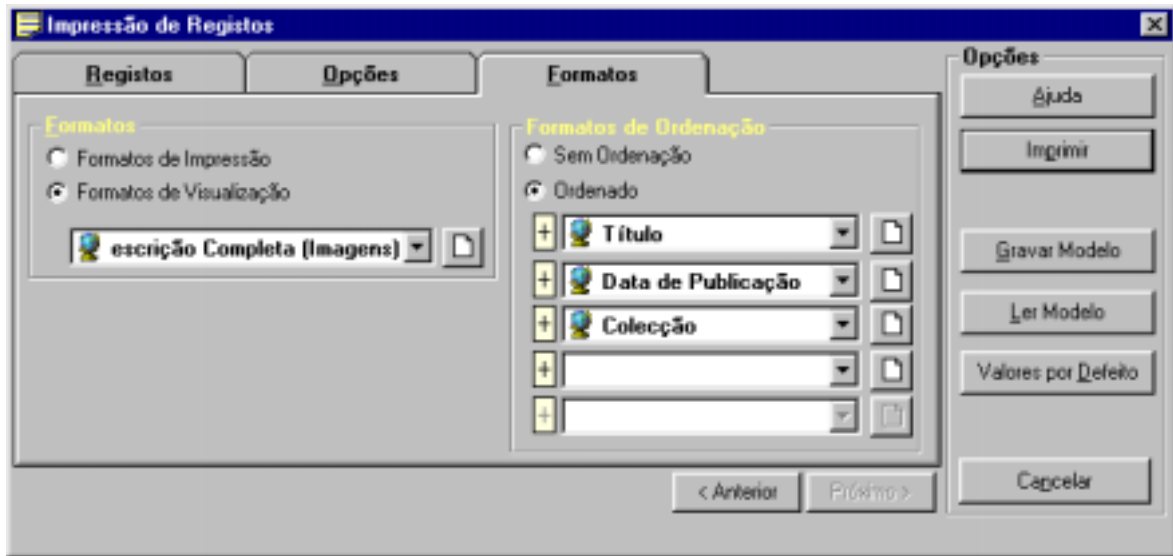 Impressão de Registos
Registos
Opções
Formatos
Formatos
Formatos de Impressão
Formatos de Visualização
escrição Completa (Imagens)
Formatos de Ordenação
Sem Ordenação
Ordenado
+ Título
+ Data de Publicação
+ Colecção
+
+
< Anterior
Próximo >
Opções
Ajuda
Imprimir
Gravar Modelo
Ler Modelo
Valores por Defeito
Cancelar